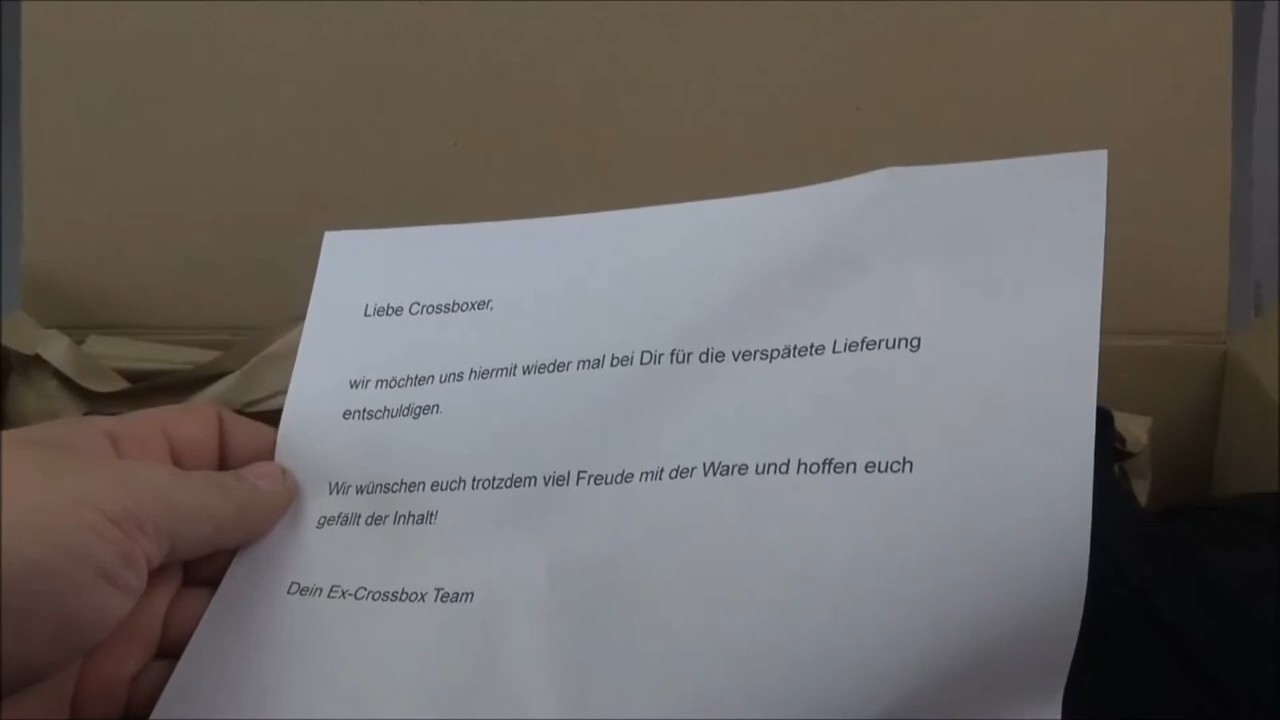 Liebe Crossboxer,
wir möchten uns hiermit wieder mal bei Dir für die verspätete Lieferung
entschuldigen.
Wir wünschen euch trotzdem viel Freude mit der Ware und hoffen euch
gefällt der Inhalt!
Dein Ex-Crossbox Team